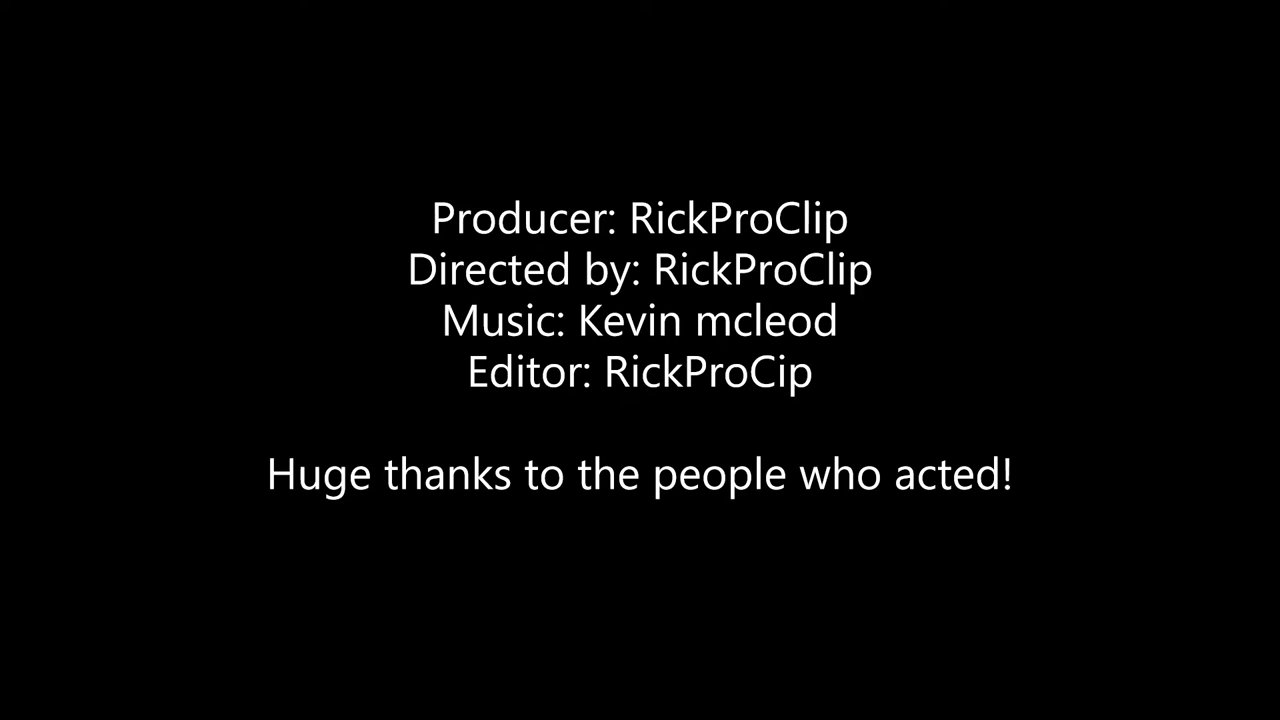 Producer: RickProClip
Directed by: RickProClip
Music: Kevin mcleod
Editor: RickProCip
Huge thanks to the people who acted!